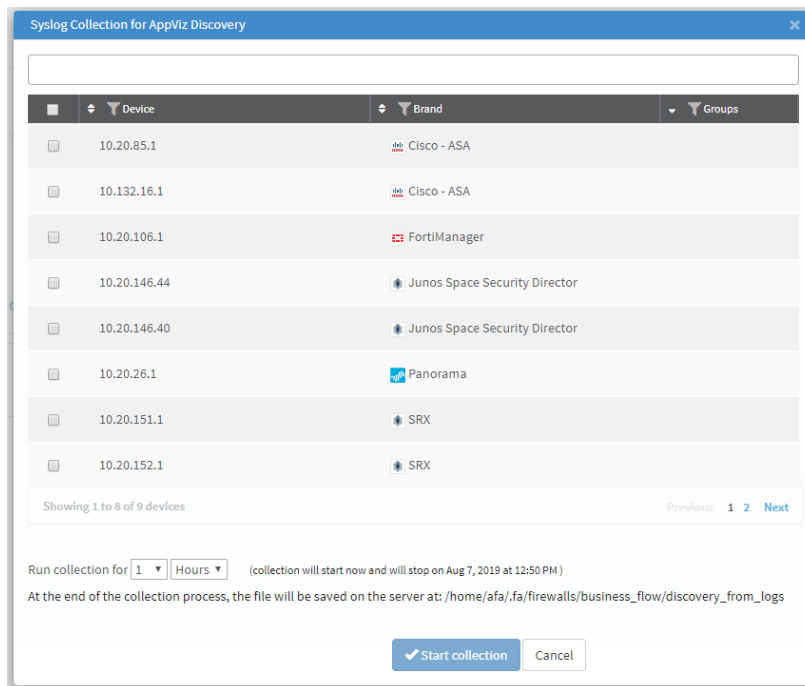 Syslog Collection for AppViz Discovery
Device Brand Groups
10.20.85.1 Cisco - ASA
10.132.16.1 Cisco - ASA
10.20.106.1 FortiManager
10.20.146.44 Junos Space Security Director
10.20.146.40 Junos Space Security Director
10.20.26.1 Panorama
10.20.151.1 SRX
10.20.152.1 SRX
Showing 1 to 8 of 9 devices Previous 1 2 Next
Run collection for 1 Hours (collection will start now and will stop on Aug 7, 2019 at 12:50 PM )
At the end of the collection process, the file will be saved on the server at: /home/afa/.fa/firewalls/business_flow/discovery_from_logs
Start collection Cancel